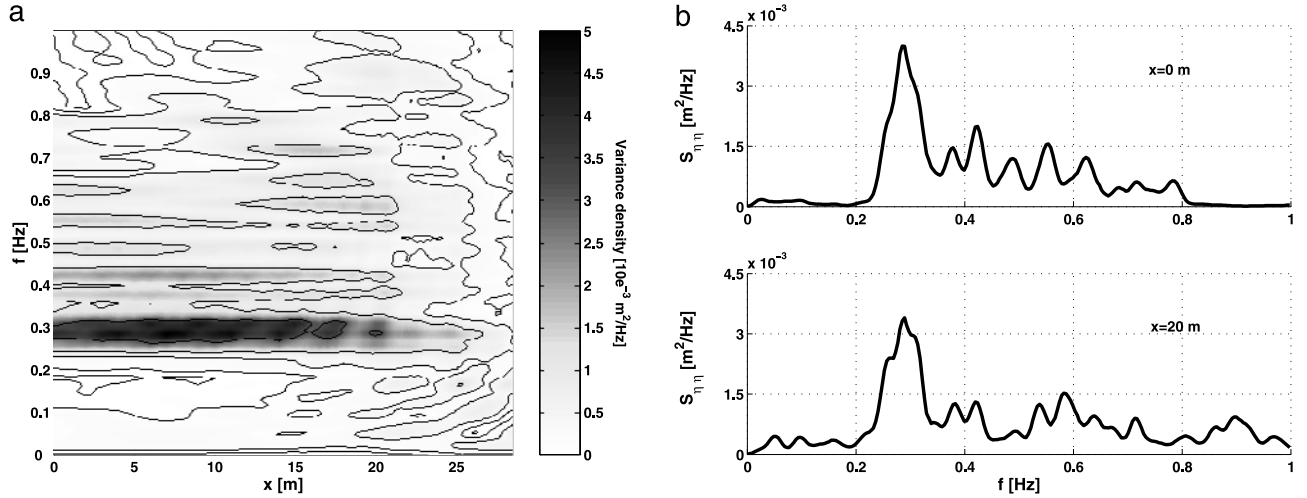 a
f [Hz]
0.9
0.8
0.7
0.6
0.5
0.4
0.3
0.2
0.1
0
0 5 10 15 20 25
x [m]
5
4.5
4
3.5
3
2.5
2
1.5
1
0.5
0
Variance density [10e⁻³ m²/Hz]
b
x 10⁻³
4.5
3
1.5
0
S_ηη [m²/Hz]
x=0 m
0 0.2 0.4 0.6 0.8 1
x 10⁻³
4.5
3
1.5
0
S_ηη [m²/Hz]
x=20 m
0 0.2 0.4 0.6 0.8 1
f [Hz]